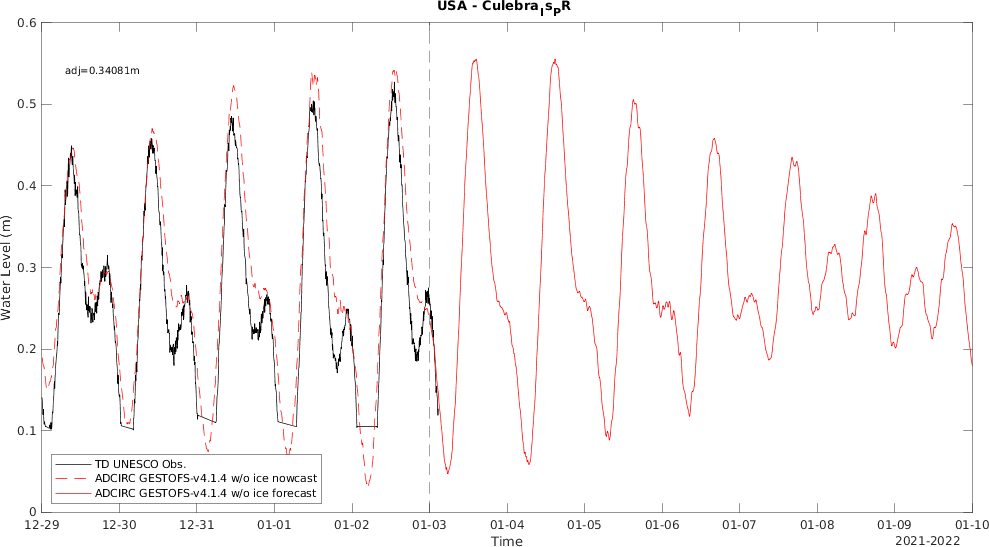 USA - Culebra_Is_PR
adj=0.34081m
0.6
0.5
0.4
0.3
0.2
0.1
0
Water Level (m)
TD UNESCO Obs.
ADCIRC GESTOFS-v4.1.4 w/o ice nowcast
ADCIRC GESTOFS-v4.1.4 w/o ice forecast
12-29 12-30 12-31 01-01 01-02 01-03 01-04 01-05 01-06 01-07 01-08 01-09 01-10
Time
2021-2022